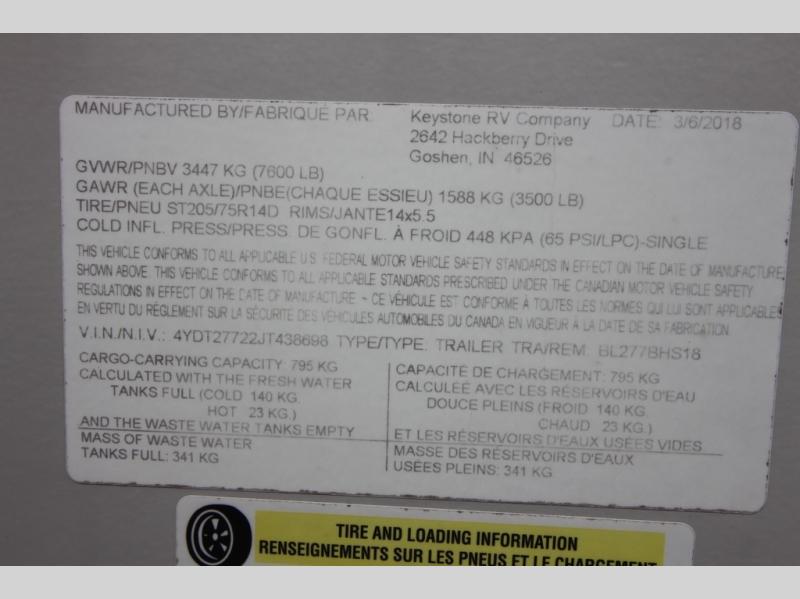 MANUFACTURED BY/FABRIQUE PAR: Keystone RV Company DATE: 3/6/2018
2642 Hackberry Drive
Goshen, IN 46526
GVWR/PNBV 3447 KG (7600 LB)
GAWR (EACH AXLE)/PNBE(CHAQUE ESSIEU) 1588 KG (3500 LB)
TIRE/PNEU ST205/75R14D RIMS/JANTE14x5.5
COLD INFL. PRESS/PRESS. DE GONFL. À FROID 448 KPA (65 PSI/LPC)-SINGLE
THIS VEHICLE CONFORMS TO ALL APPLICABLE U.S. FEDERAL MOTOR VEHICLE SAFETY STANDARDS IN EFFECT ON THE DATE OF MANUFACTURE
SHOWN ABOVE. THIS VEHICLE CONFORMS TO ALL APPLICABLE STANDARDS PRESCRIBED UNDER THE CANADIAN MOTOR VEHICLE SAFETY
REGULATIONS IN EFFECT ON THE DATE OF MANUFACTURE - CE VÉHICULE EST CONFORME À TOUTES LES NORMES QUI LUI SONT APPLICABLES
EN VERTU DU RÉGLEMENT SUR LA SÉCURITÉ DES VÉHICULES AUTOMOBILES DU CANADA EN VIGUEUR À LA DATE DE SA FABRICATION.
V.I.N./N.I.V.: 4YDT27722JT438698 TYPE/TYPE: TRAILER TRA/REM: BL277BHS18
CARGO-CARRYING CAPACITY: 795 KG
CALCULATED WITH THE FRESH WATER
TANKS FULL (COLD 140 KG.
HOT 23 KG.)
AND THE WASTE WATER TANKS EMPTY
MASS OF WASTE WATER
TANKS FULL: 341 KG
CAPACITÉ DE CHARGEMENT: 795 KG
CALCULÉE AVEC LES RÉSERVOIRS D'EAU
DOUCE PLEINS (FROID 140 KG.
CHAUD 23 KG.)
ET LES RÉSERVOIRS D'EAUX USÉES VIDES
MASSE DES RÉSERVOIRS D'EAUX
USÉES PLEINS: 341 KG
TIRE AND LOADING INFORMATION
RENSEIGNEMENTS SUR LES PNEUS ET LE CHARGEMENT